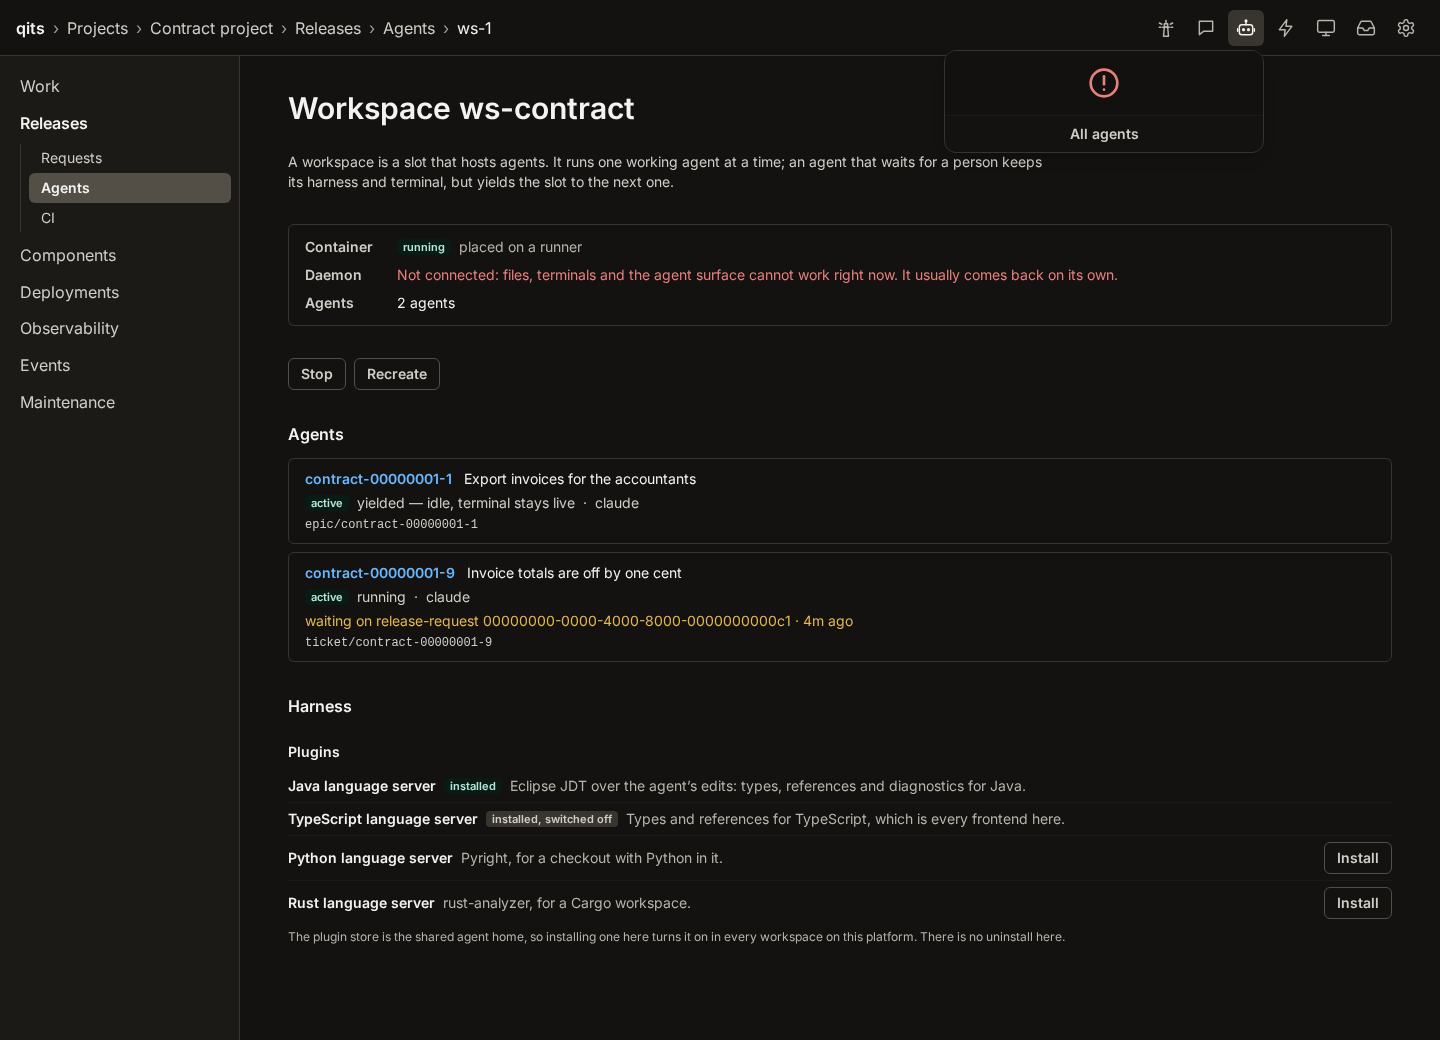 qits › Projects › Contract project › Releases › Agents › ws-1
All agents
Work
Releases
Requests
Agents
CI
Components
Deployments
Observability
Events
Maintenance
Workspace ws-contract
A workspace is a slot that hosts agents. It runs one working agent at a time; an agent that waits for a person keeps
its harness and terminal, but yields the slot to the next one.
Container running placed on a runner
Daemon Not connected: files, terminals and the agent surface cannot work right now. It usually comes back on its own.
Agents 2 agents
Stop Recreate
Agents
contract-00000001-1 Export invoices for the accountants
active yielded — idle, terminal stays live · claude
epic/contract-00000001-1
contract-00000001-9 Invoice totals are off by one cent
active running · claude
waiting on release-request 00000000-0000-4000-8000-0000000000c1 · 4m ago
ticket/contract-00000001-9
Harness
Plugins
Java language server installed Eclipse JDT over the agent’s edits: types, references and diagnostics for Java.
TypeScript language server installed, switched off Types and references for TypeScript, which is every frontend here.
Python language server Pyright, for a checkout with Python in it. Install
Rust language server rust-analyzer, for a Cargo workspace. Install
The plugin store is the shared agent home, so installing one here turns it on in every workspace on this platform. There is no uninstall here.